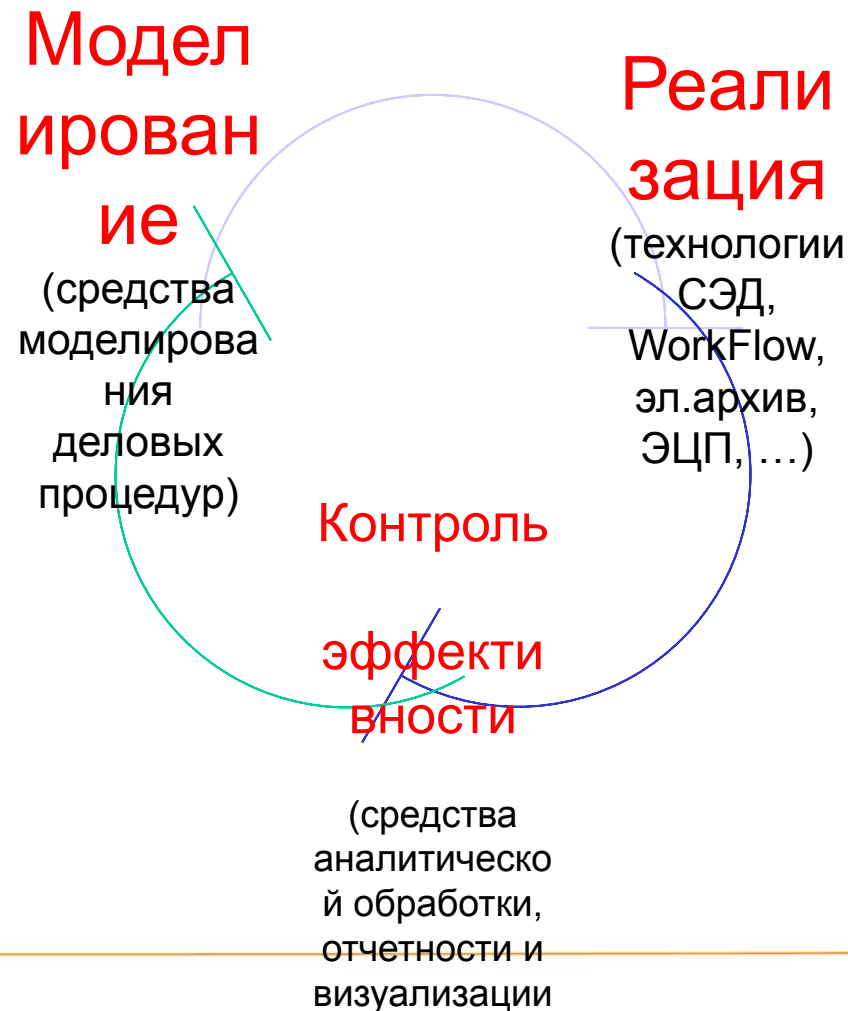 Модел
ирован
ие
(средства
моделирова
ния
деловых
процедур)
Реали
зация
(технологии
СЭД,
WorkFlow,
эл.архив,
ЭЦП, …)
Контроль
эффекти
вности
(средства
аналитическо
й обработки,
отчетности и
визуализации